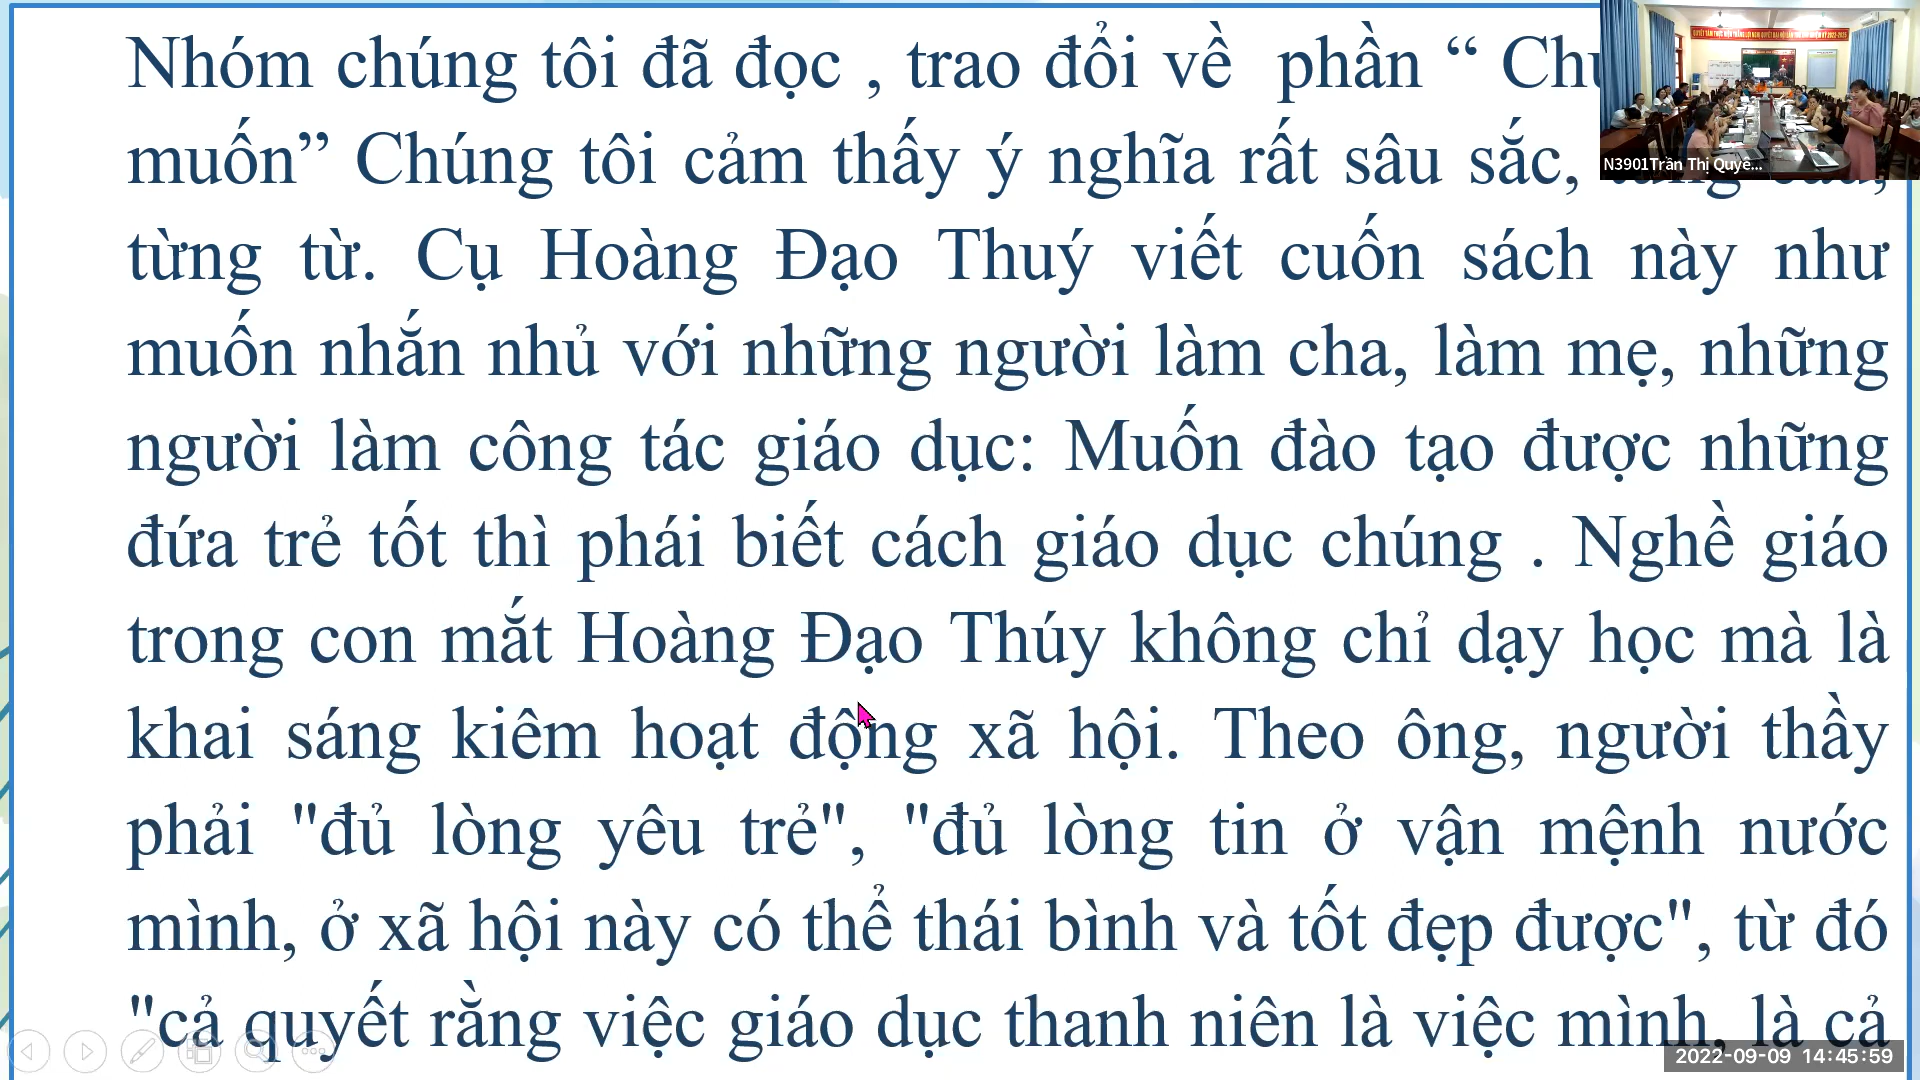 Nhóm chúng tôi đã đọc , trao đổi về phần “
muốn” Chúng tôi cảm thấy ý nghĩa rất sâu sắc,
từng từ. Cụ Hoàng Đạo Thuý viết cuốn sách này như
muốn nhắn nhủ với những người làm cha, làm mẹ, những
người làm công tác giáo dục: Muốn đào tạo được những
đứa trẻ tốt thì phái biết cách giáo dục chúng . Nghề giáo
trong con mắt Hoàng Đạo Thúy không chỉ dạy học mà là
khai sáng kiêm hoạt động xã hội. Theo ông, người thầy
phải "đủ lòng yêu trẻ", "đủ lòng tin ở vận mệnh nước
mình, ở xã hội này có thể thái bình và tốt đẹp được", từ đó
"cả quyết rằng việc giáo dục thanh niên là việc mình, là cả
N3901Trần Thị Quyê...
2022-09-09 14:45:59